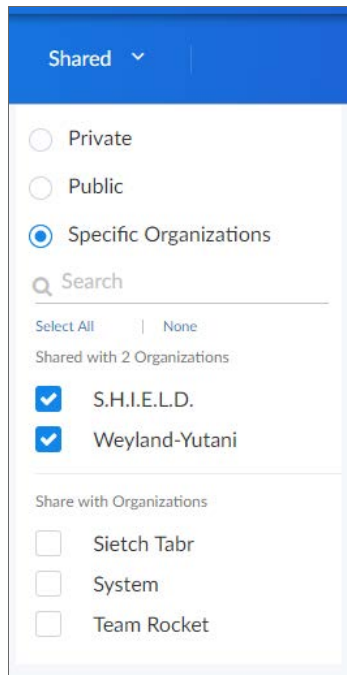 Shared
Private
Public
Specific Organizations
Search
Select All | None
Shared with 2 Organizations
S.H.I.E.L.D.
Weyland-Yutani
Share with Organizations
Sietch Tabr
System
Team Rocket